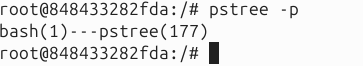 root@848433282fda:/# pstree -p
bash(1)---pstree(177)
root@848433282fda:/#